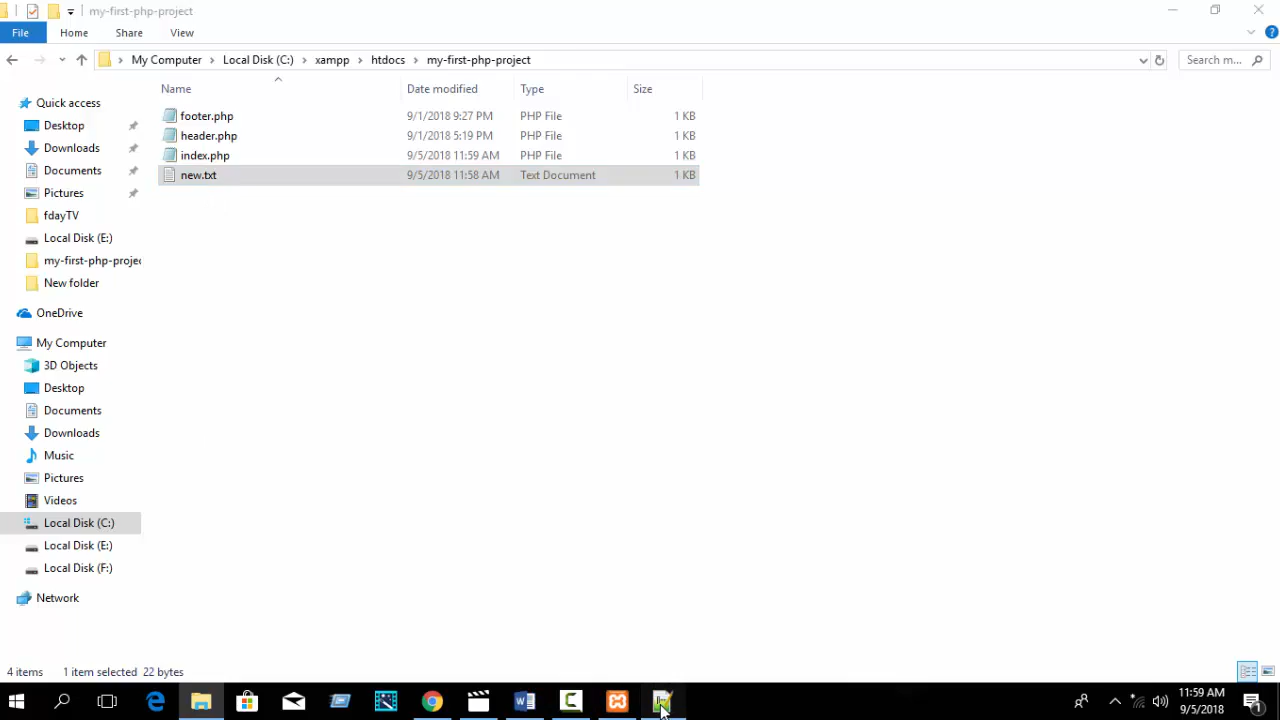 my-first-php-project
File Home Share View
My Computer Local Disk (C:) xampp htdocs my-first-php-project Search m...
Name Date modified Type Size
footer.php 9/1/2018 9:27 PM PHP File 1 KB
header.php 9/1/2018 5:19 PM PHP File 1 KB
index.php 9/5/2018 11:59 AM PHP File 1 KB
new.txt 9/5/2018 11:58 AM Text Document 1 KB
Quick access
Desktop
Downloads
Documents
Pictures
fdayTV
Local Disk (E:)
my-first-php-projec
New folder
OneDrive
My Computer
3D Objects
Desktop
Documents
Downloads
Music
Pictures
Videos
Local Disk (C:)
Local Disk (E:)
Local Disk (F:)
Network
4 items 1 item selected 22 bytes
11:59 AM
9/5/2018
1